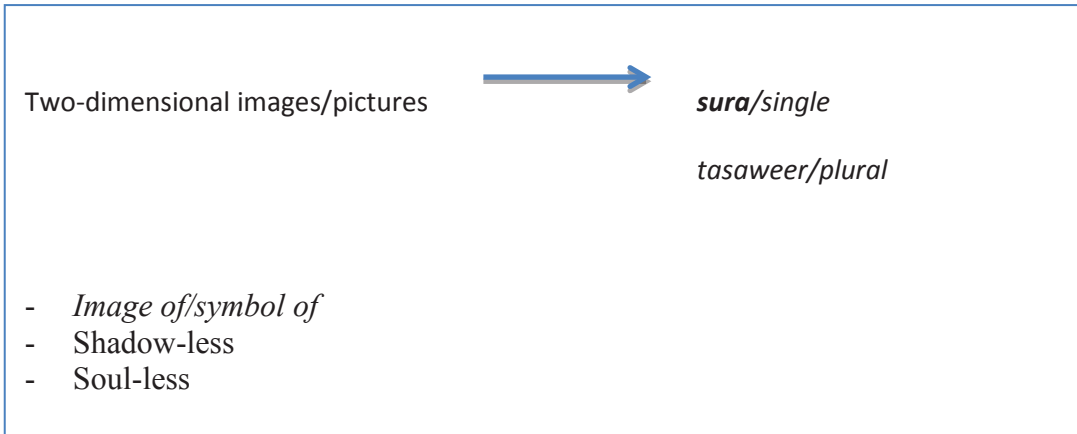 Two-dimensional images/pictures sura/single
tasaweer/plural
- Image of/symbol of
- Shadow-less
- Soul-less